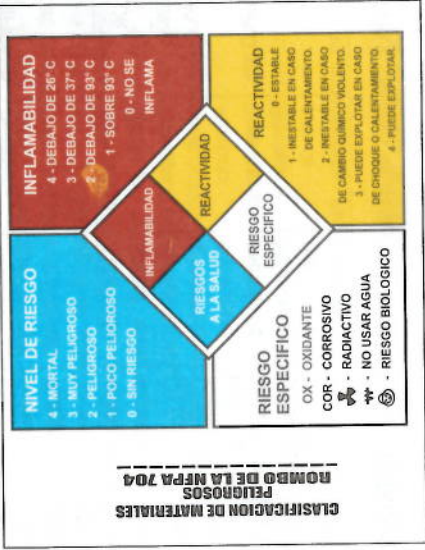 CLASIFICACION DE MATERIALES
PELIGROSOS
ROMBO DE LA NFPA 704
NIVEL DE RIESGO
4 - MORTAL
3 - MUY PELIGROSO
2 - PELIGROSO
1 - POCO PELIOROSO
0 - SIN RIESGO
INFLAMABILIDAD
4 - DEBAJO DE 26° C
3 - DEBAJO DE 37° C
2 - DEBAJO DE 93° C
1 - SOBRE 93° C
0 - NO SE
INFLAMA
INFLAMABILIDAD
RIESGOS
A LA SALUD
REACTIVIDAD
RIESGO
ESPECIFICO
RIESGO
ESPECIFICO
OX - OXIDANTE
COR - CORROSIVO
- RADIACTIVO
W - NO USAR AGUA
- RIESGO BIOLOGICO
REACTIVIDAD
0 - ESTABLE
1 - INESTABLE EN CASO
DE CALENTAMIENTO.
2 - INESTABLE EN CASO
DE CAMBIO QUÍMICO VIOLENTO.
3 - PUEDE EXPLOTAR EN CASO
DE CHOQUE O CALENTAMIENTO.
4 - PUEDE EXPLOTAR.